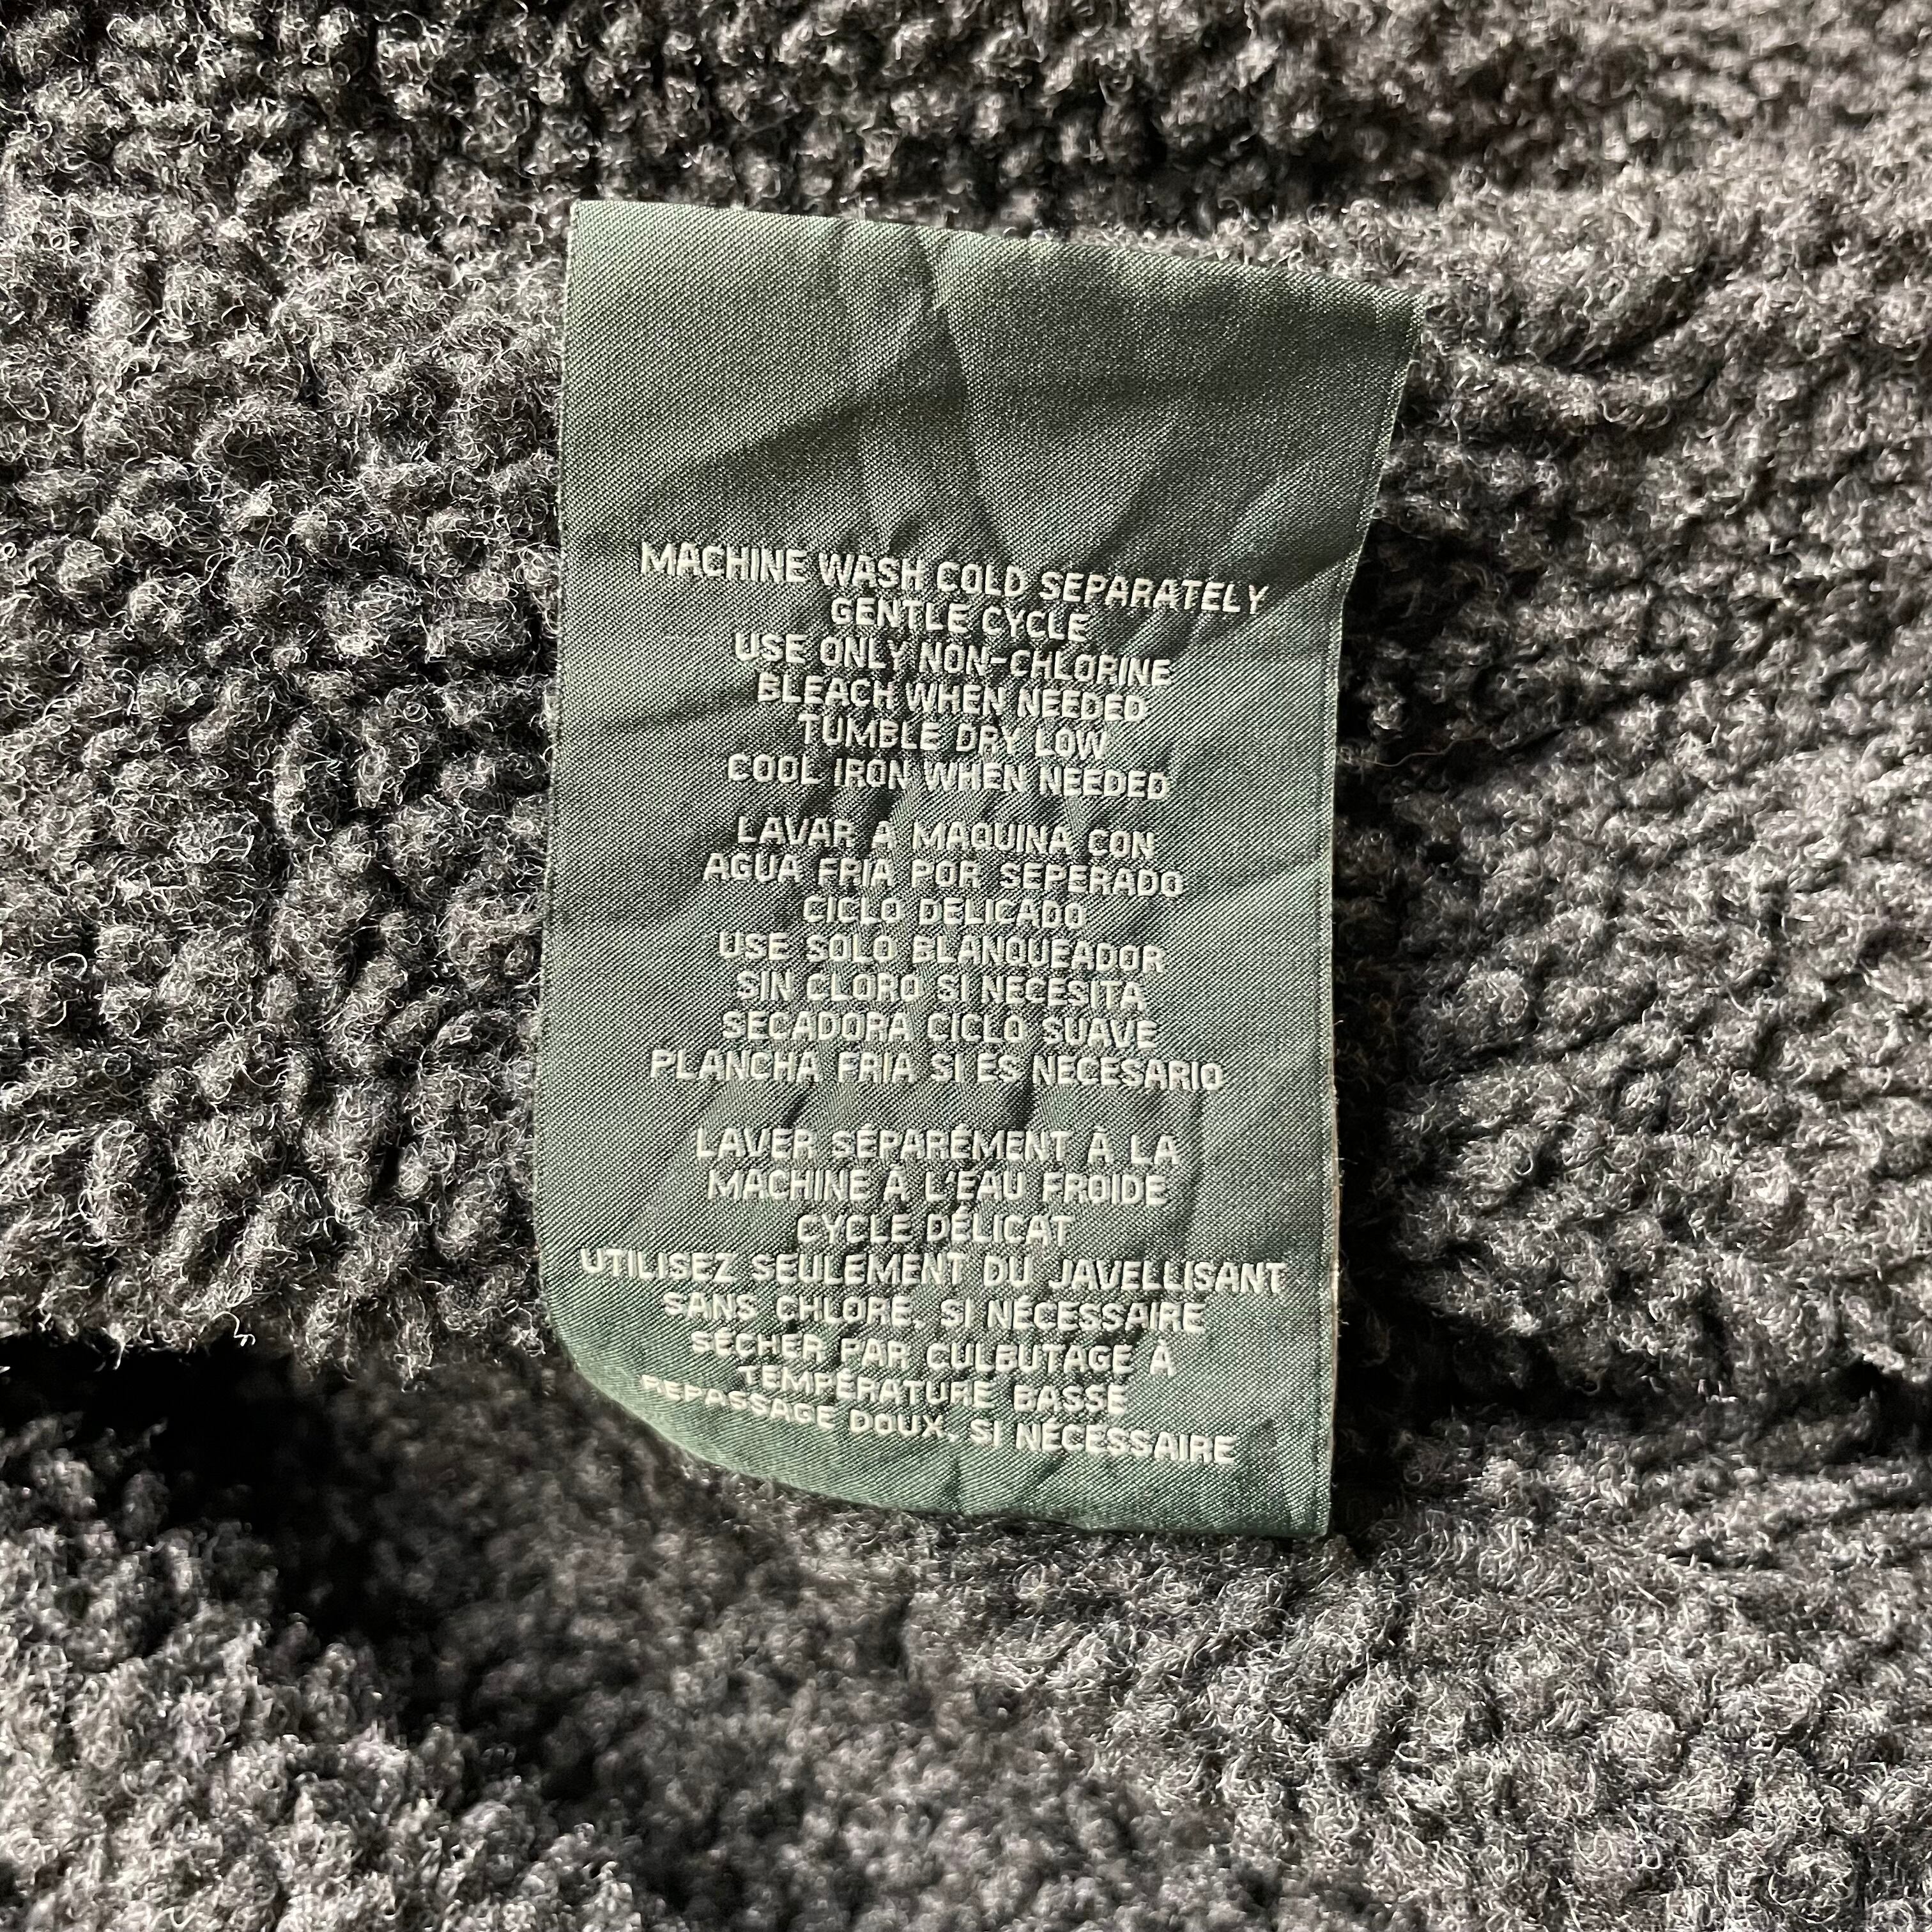 MACHINE WASH COLD SEPARATELY
GENTLE CYCLE
USE ONLY NON-CHLORINE
BLEACH WHEN NEEDED
TUMBLE DRY LOW
COOL IRON WHEN NEEDED
LAVAR A MAQUINA CON
AGUA FRIA POR SEPERADO
CICLO DELICADO
USE SOLO BLANQUEADOR
SIN CLORO SI NECESITA
SECADORA CICLO SUAVE
PLANCHA FRIA SI ES NECESARIO
LAVER SÉPARÉMENT À LA
MACHINE À L'EAU FROIDE
CYCLE DÉLICAT
UTILISEZ SEULEMENT DU JAVELLISANT
SANS CHLORE, SI NÉCESSAIRE
SÉCHER PAR CULBUTAGE À
TEMPÉRATURE BASSE
REPASSAGE DOUX, SI NÉCESSAIRE